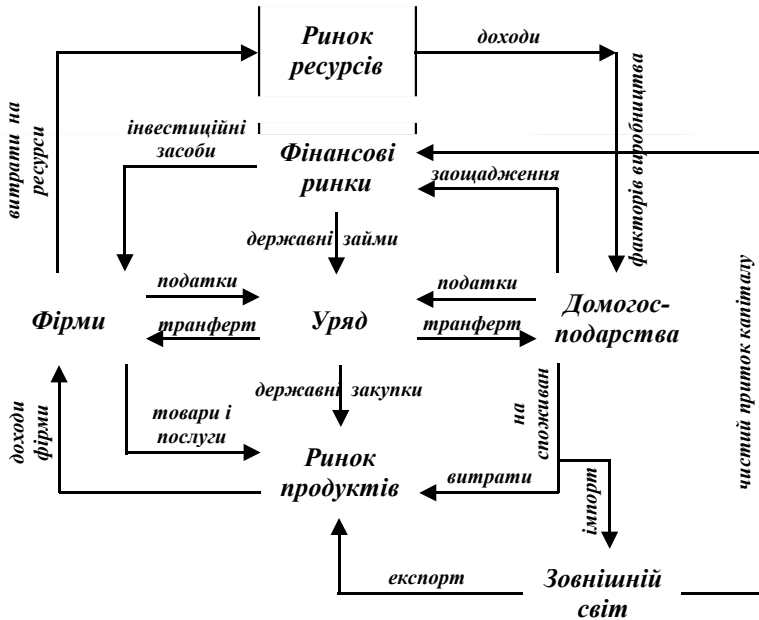 Ринок
ресурсів
доходи
витрати на
ресурси
факторів виробництва
інвестиційні
засоби
Фінансові
ринки
заощадження
державні займи
податки
податки
Фірми
Уряд
Домогос-
подарства
транферт
транферт
чистий приток капіталу
державні закупки
доходи
фірми
товари і
послуги
на
споживан
Ринок
продуктів
витрати
імпорт
експорт
Зовнішній
світ